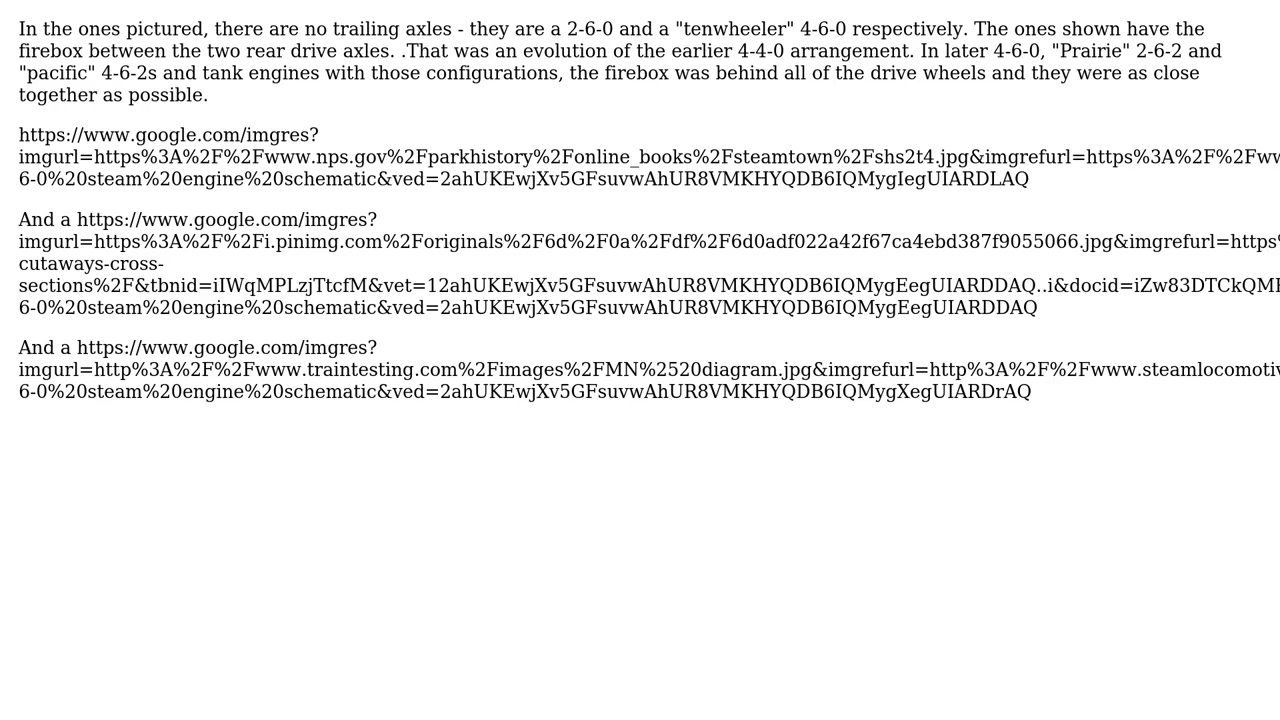 In the ones pictured, there are no trailing axles - they are a 2-6-0 and a "tenwheeler" 4-6-0 respectively. The ones shown have the
firebox between the two rear drive axles. .That was an evolution of the earlier 4-4-0 arrangement. In later 4-6-0, "Prairie" 2-6-2 and
"pacific" 4-6-2s and tank engines with those configurations, the firebox was behind all of the drive wheels and they were as close
together as possible.
https://www.google.com/imgres?
imgurl=https%3A%2F%2Fwww.nps.gov%2Fparkhistory%2Fonline_books%2Fsteamtown%2Fshs2t4.jpg&imgrefurl=https%3A%2F%2Fww
6-0%20steam%20engine%20schematic&ved=2ahUKEwjXv5GFsuvwAhUR8VMKHYQDB6IQMygIegUIARDLAQ
And a https://www.google.com/imgres?
imgurl=https%3A%2F%2Fi.pinimg.com%2Foriginals%2F6d%2F0a%2Fdf%2F6d0adf022a42f67ca4ebd387f9055066.jpg&imgrefurl=https
cutaways-cross-
sections%2F&tbnid=iIWqMPLzjTtcfM&vet=12ahUKEwjXv5GFsuvwAhUR8VMKHYQDB6IQMygEegUIARDDAQ..i&docid=iZw83DTCkQM
6-0%20steam%20engine%20schematic&ved=2ahUKEwjXv5GFsuvwAhUR8VMKHYQDB6IQMygEegUIARDDAQ
And a https://www.google.com/imgres?
imgurl=http%3A%2F%2Fwww.traintesting.com%2Fimages%2FMN%2520diagram.jpg&imgrefurl=http%3A%2F%2Fwww.steamlocomotiv
6-0%20steam%20engine%20schematic&ved=2ahUKEwjXv5GFsuvwAhUR8VMKHYQDB6IQMygXegUIARDrAQ